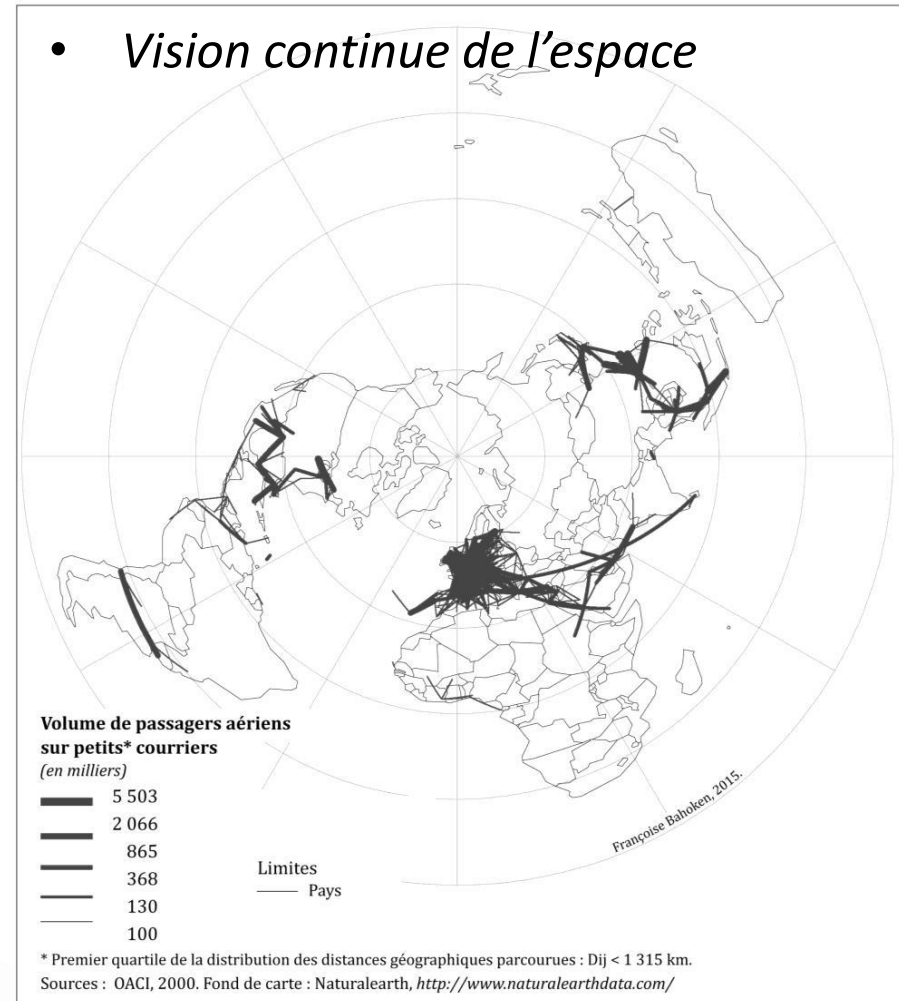 • Vision continue de l’espace
Volume de passagers aériens
sur petits* courriers
(en milliers)
5 503
2 066
865
368
130
100
Limites
Pays
Françoise Bahoken, 2015.
* Premier quartile de la distribution des distances géographiques parcourues : Dij < 1 315 km.
Sources : OACI, 2000. Fond de carte : Naturalearth, http://www.naturalearthdata.com/